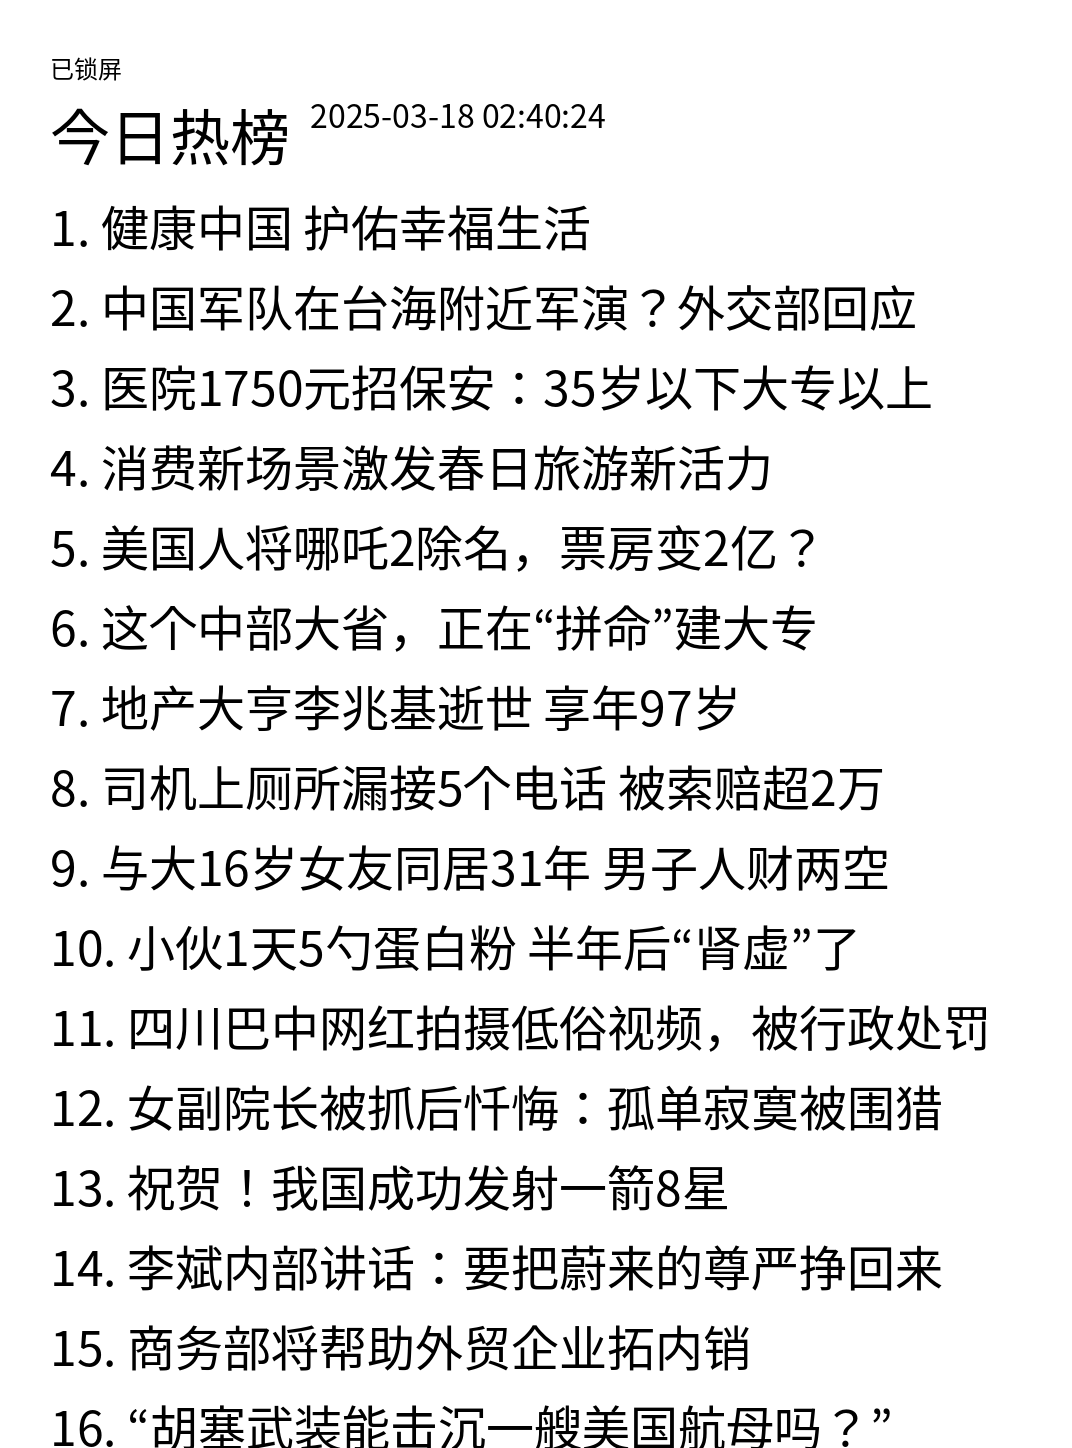 已锁屏
今日热榜 2025-03-18 02:40:24
1. 健康中国 护佑幸福生活
2. 中国军队在台海附近军演？外交部回应
3. 医院1750元招保安：35岁以下大专以上
4. 消费新场景激发春日旅游新活力
5. 美国人将哪吒2除名，票房变2亿？
6. 这个中部大省，正在“拼命”建大专
7. 地产大亨李兆基逝世 享年97岁
8. 司机上厕所漏接5个电话 被索赔超2万
9. 与大16岁女友同居31年 男子人财两空
10. 小伙1天5勺蛋白粉 半年后“肾虚”了
11. 四川巴中网红拍摄低俗视频，被行政处罚
12. 女副院长被抓后忏悔：孤单寂寞被围猎
13. 祝贺！我国成功发射一箭8星
14. 李斌内部讲话：要把蔚来的尊严挣回来
15. 商务部将帮助外贸企业拓内销
16. “胡塞武装能击沉一艘美国航母吗？”